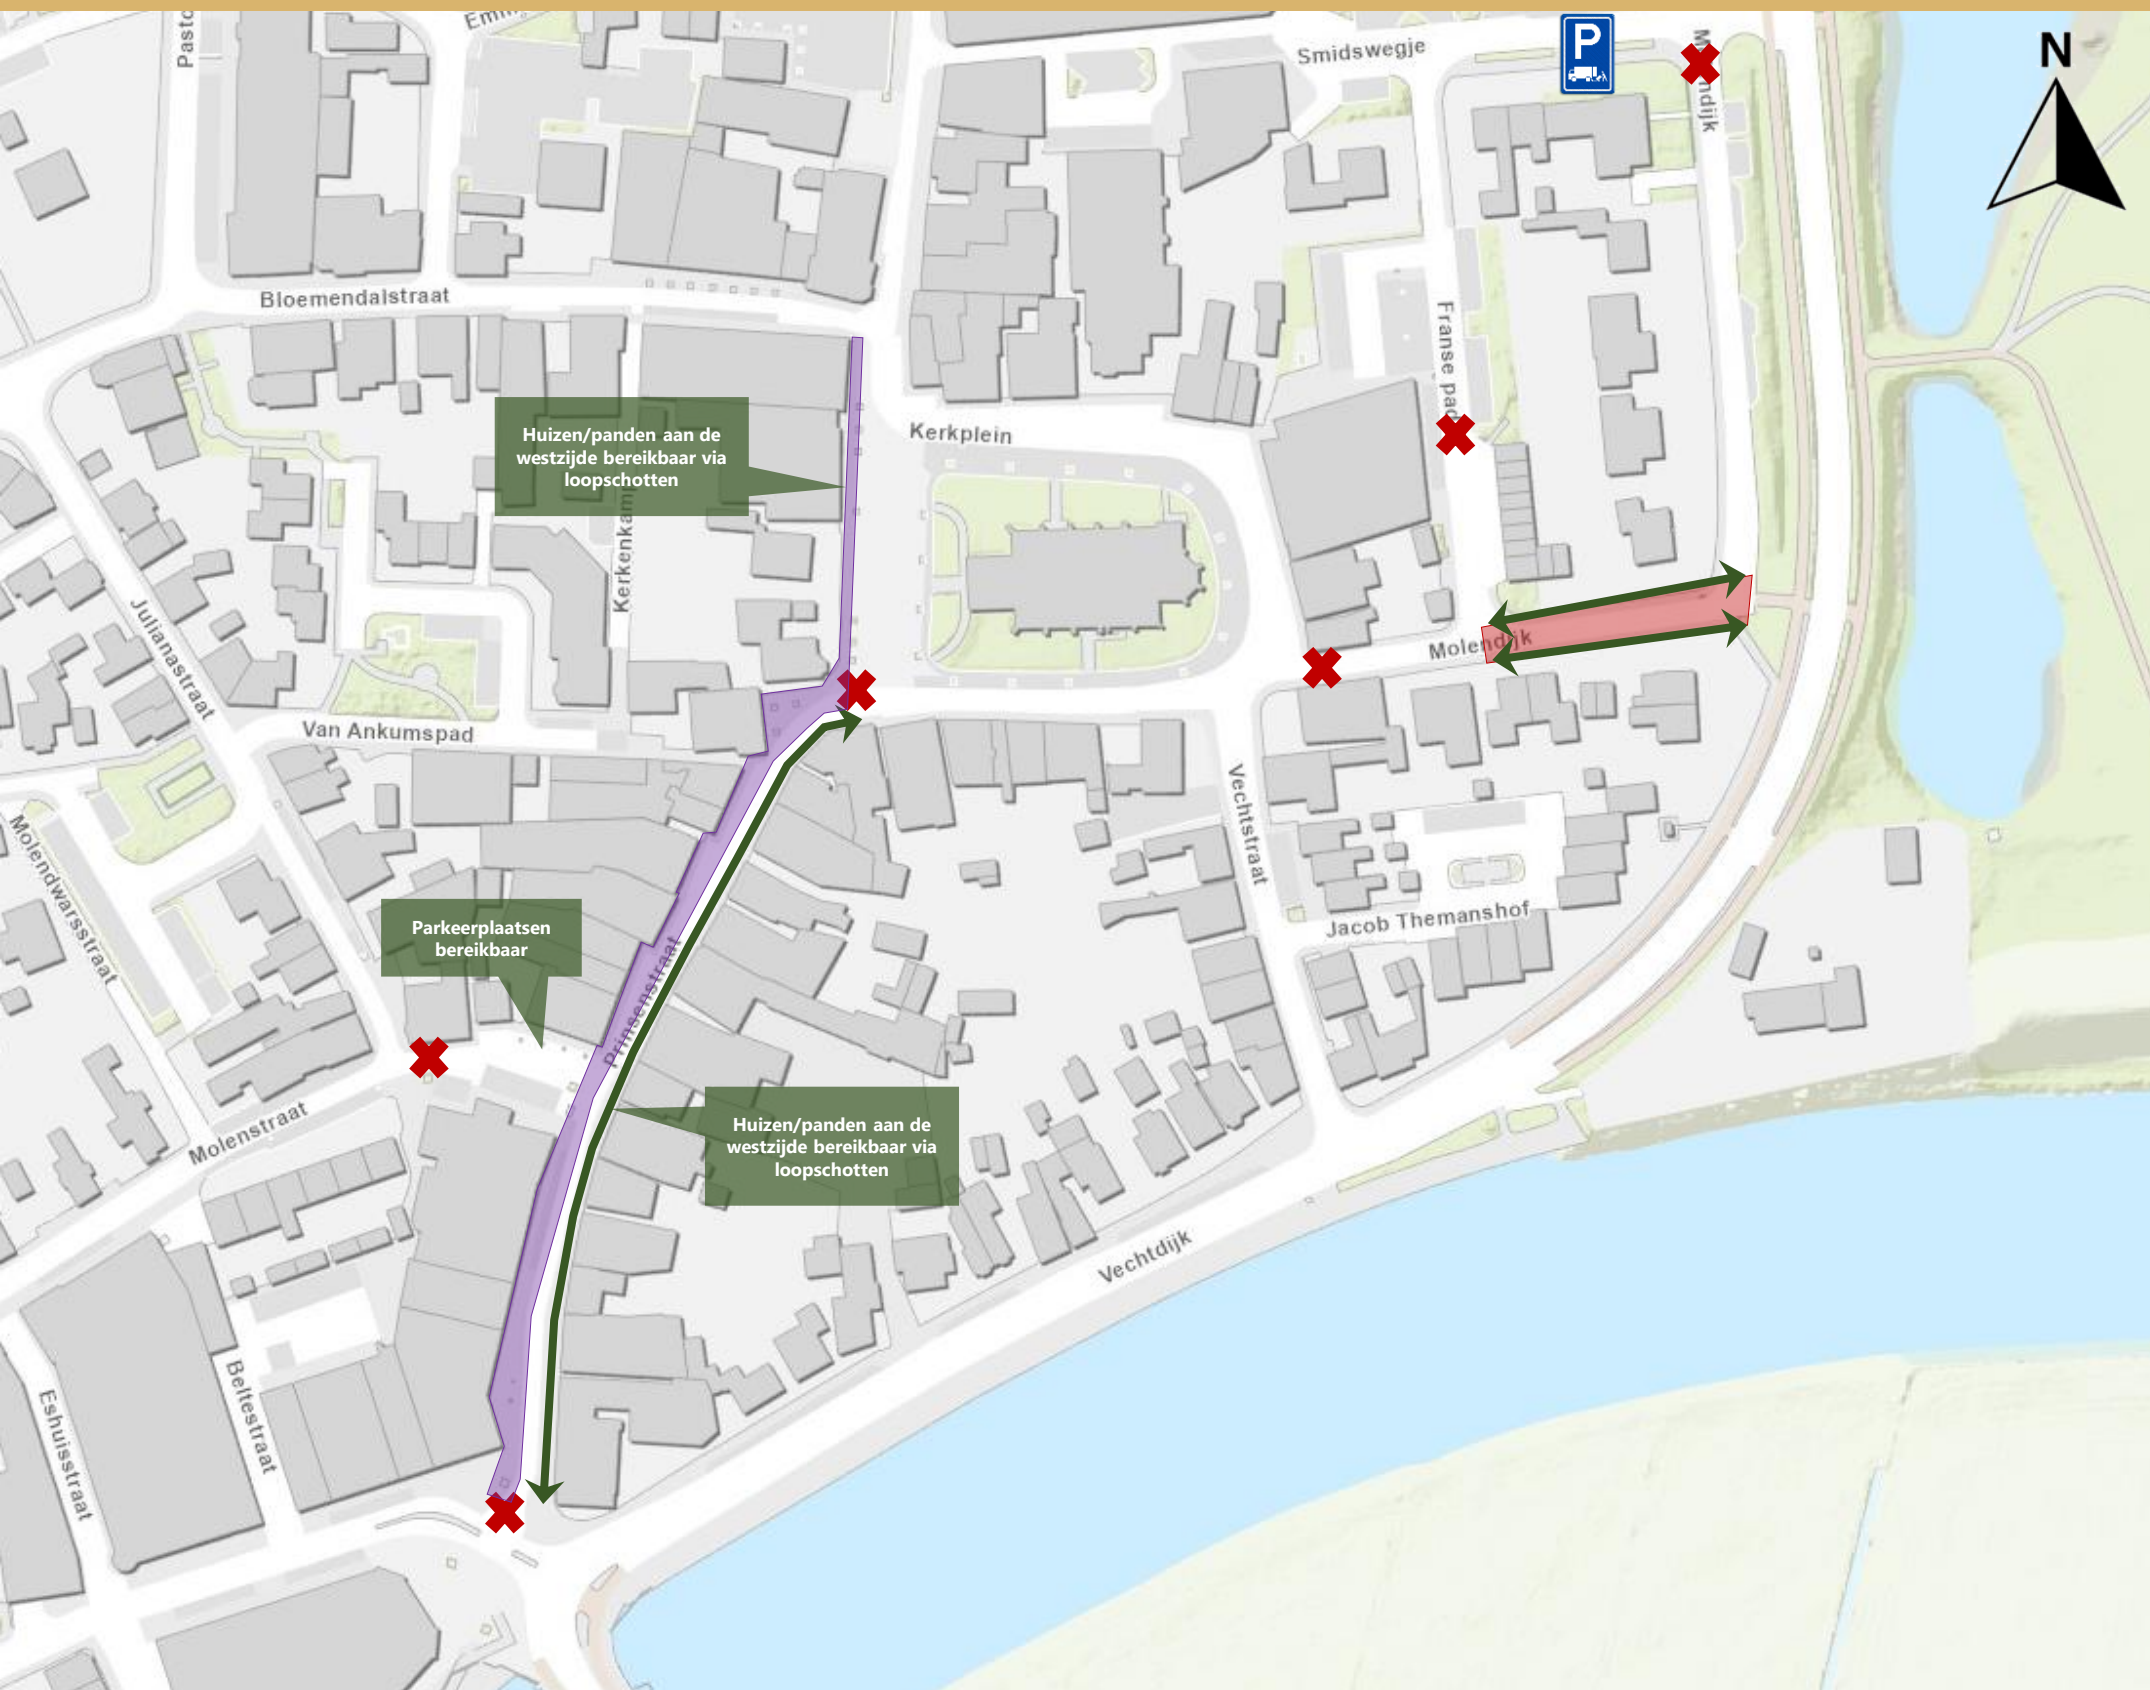 Smidswegje
P
N
Bloemendalstraat
Franse pad
Huizen/panden aan de
westzijde bereikbaar via
loopschotten
Kerkplein
Julianastraat
Molendijk
Van Ankumspad
Vechtstraat
Molendwarsstraat
Parkeerplaatsen
bereikbaar
Jacob Themanshof
Prinsenstraat
Molenstraat
Huizen/panden aan de
westzijde bereikbaar via
loopschotten
Vechtdijk
Beltestraat
Eshuisstraat